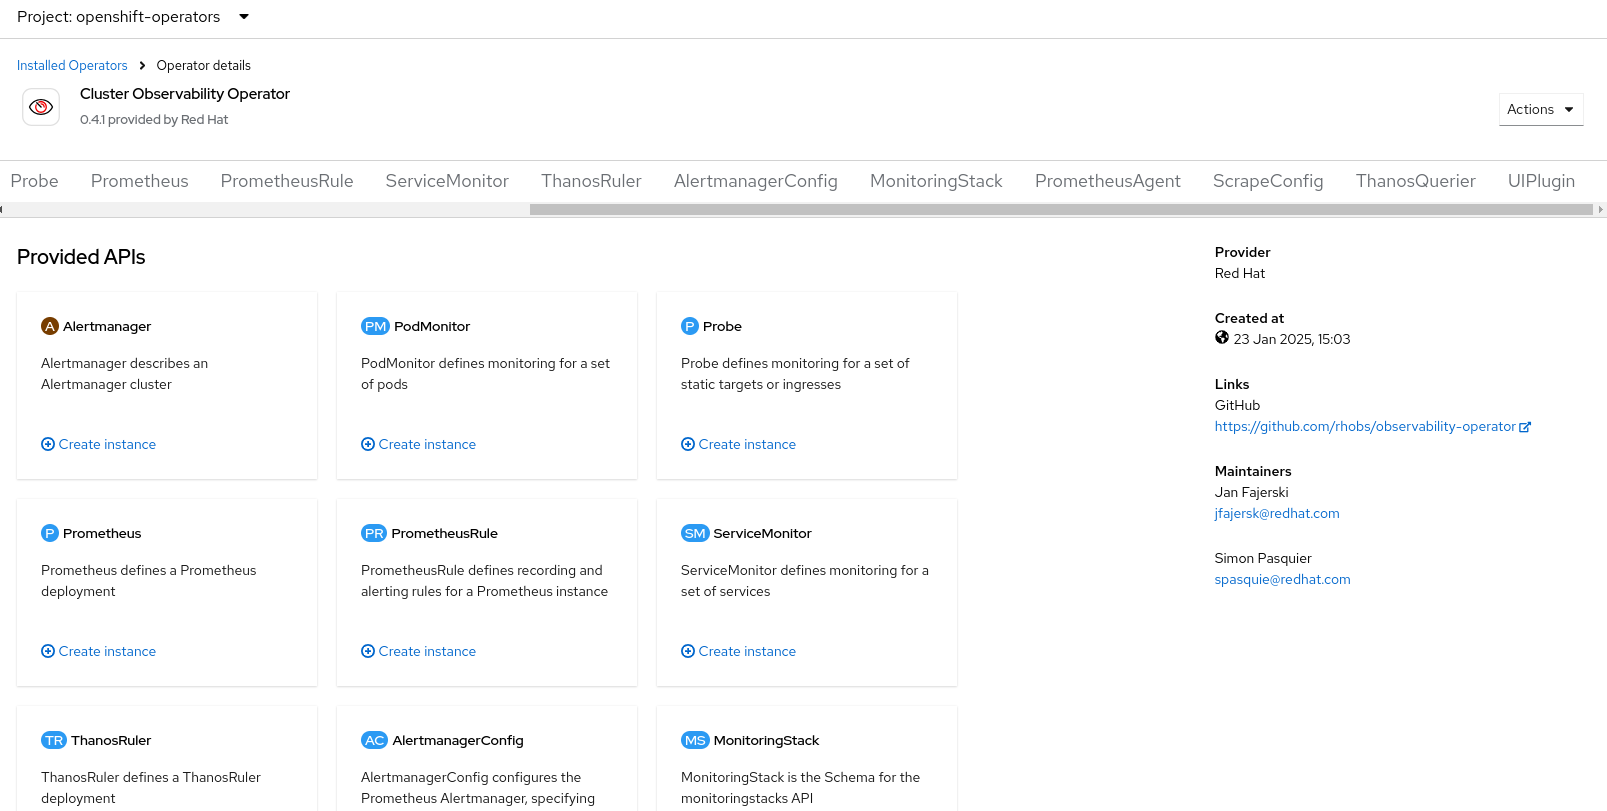 Project: openshift-operators
Installed Operators Operator details
Cluster Observability Operator
0.4.1 provided by Red Hat
Actions
Probe Prometheus PrometheusRule ServiceMonitor ThanosRuler AlertmanagerConfig MonitoringStack PrometheusAgent ScrapeConfig ThanosQuerier UIPlugin
Provided APIs
A Alertmanager
Alertmanager describes an
Alertmanager cluster
Create instance
PM PodMonitor
PodMonitor defines monitoring for a set
of pods
Create instance
P Probe
Probe defines monitoring for a set of
static targets or ingresses
Create instance
P Prometheus
Prometheus defines a Prometheus
deployment
Create instance
PR PrometheusRule
PrometheusRule defines recording and
alerting rules for a Prometheus instance
Create instance
SM ServiceMonitor
ServiceMonitor defines monitoring for a
set of services
Create instance
TR ThanosRuler
ThanosRuler defines a ThanosRuler
deployment
AC AlertmanagerConfig
AlertmanagerConfig configures the
Prometheus Alertmanager, specifying
MS MonitoringStack
MonitoringStack is the Schema for the
monitoringstacks API
Provider
Red Hat
Created at
23 Jan 2025, 15:03
Links
GitHub
https://github.com/rhobs/observability-operator
Maintainers
Jan Fajerski
jfajersk@redhat.com
Simon Pasquier
spasquie@redhat.com